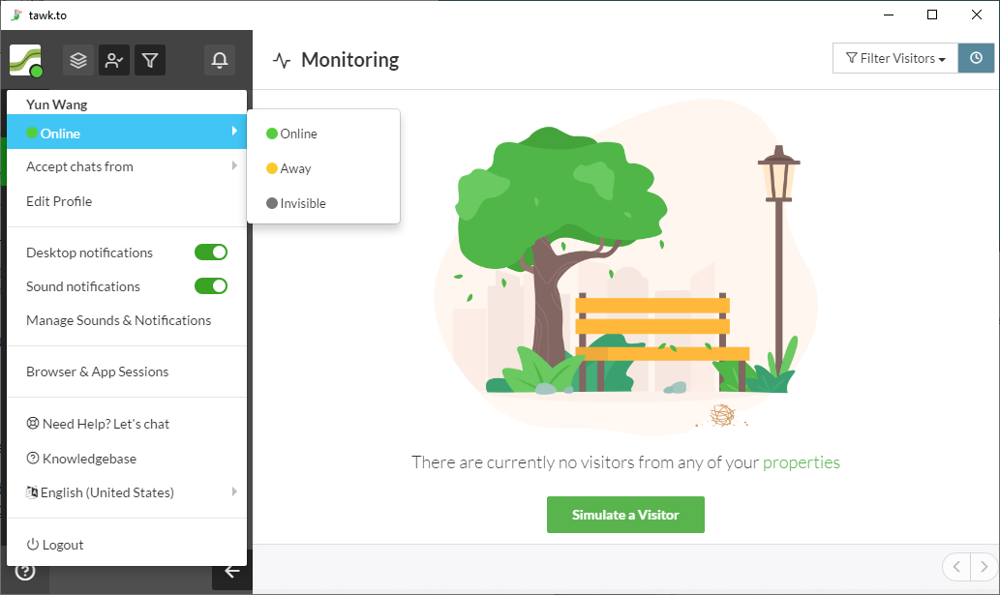 tawk.to
Monitoring
Filter Visitors
Yun Wang
Online
Accept chats from
Edit Profile
Desktop notifications
Sound notifications
Manage Sounds & Notifications
Browser & App Sessions
Need Help? Let's chat
Knowledgebase
English (United States)
Logout
Online
Away
Invisible
There are currently no visitors from any of your properties
Simulate a Visitor